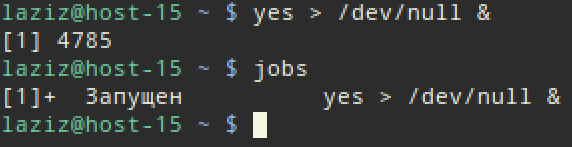 laziz@host-15 ~ $ yes > /dev/null &
[1] 4785
laziz@host-15 ~ $ jobs
[1]+  Запущен          yes > /dev/null &
laziz@host-15 ~ $